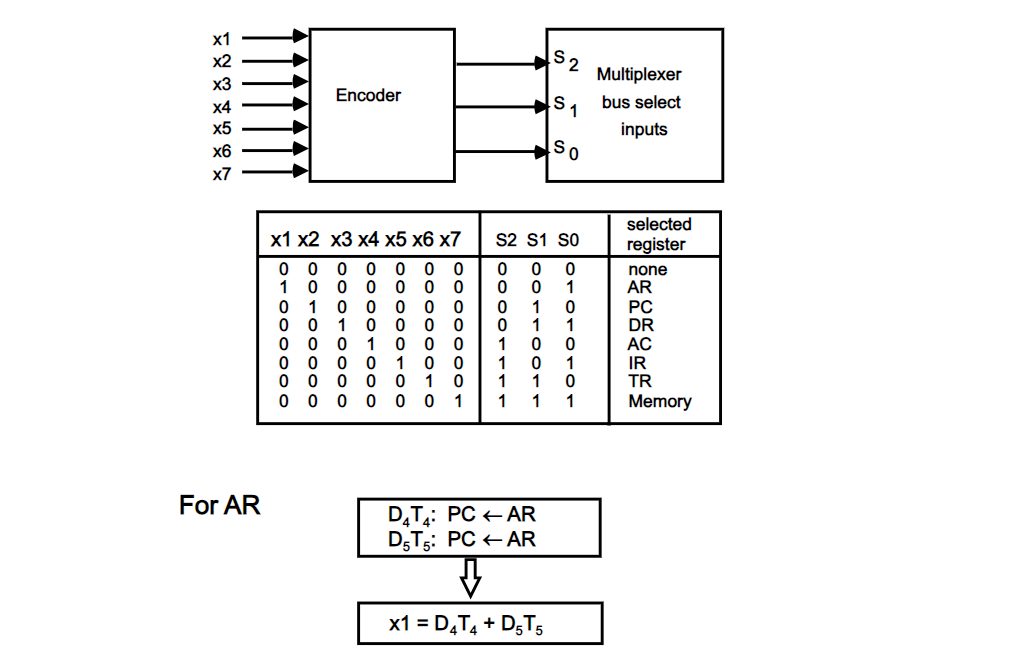 x1
x2
x3
x4
x5
x6
x7
Encoder
S2
S1
S0
Multiplexer
bus select
inputs
x1 x2 x3 x4 x5 x6 x7 S2 S1 S0 selected register
0 0 0 0 0 0 0 0 0 0 none
1 0 0 0 0 0 0 0 0 1 AR
0 1 0 0 0 0 0 0 1 0 PC
0 0 1 0 0 0 0 0 1 1 DR
0 0 0 1 0 0 0 1 0 0 AC
0 0 0 0 1 0 0 1 0 1 IR
0 0 0 0 0 1 0 1 1 0 TR
0 0 0 0 0 0 1 1 1 1 Memory
For AR
D₄T₄: PC ← AR
D₅T₅: PC ← AR
x1 = D₄T₄ + D₅T₅